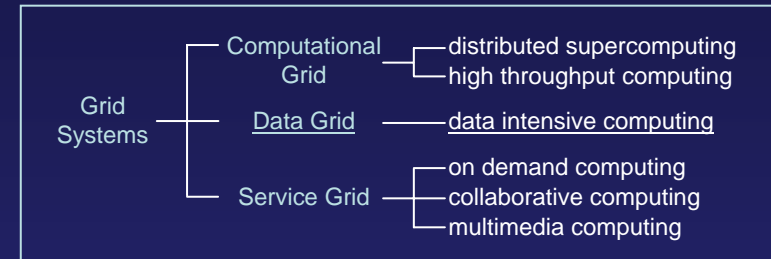 Grid
Systems
Computational
Grid
distributed supercomputing
high throughput computing
Data Grid
data intensive computing
Service Grid
on demand computing
collaborative computing
multimedia computing